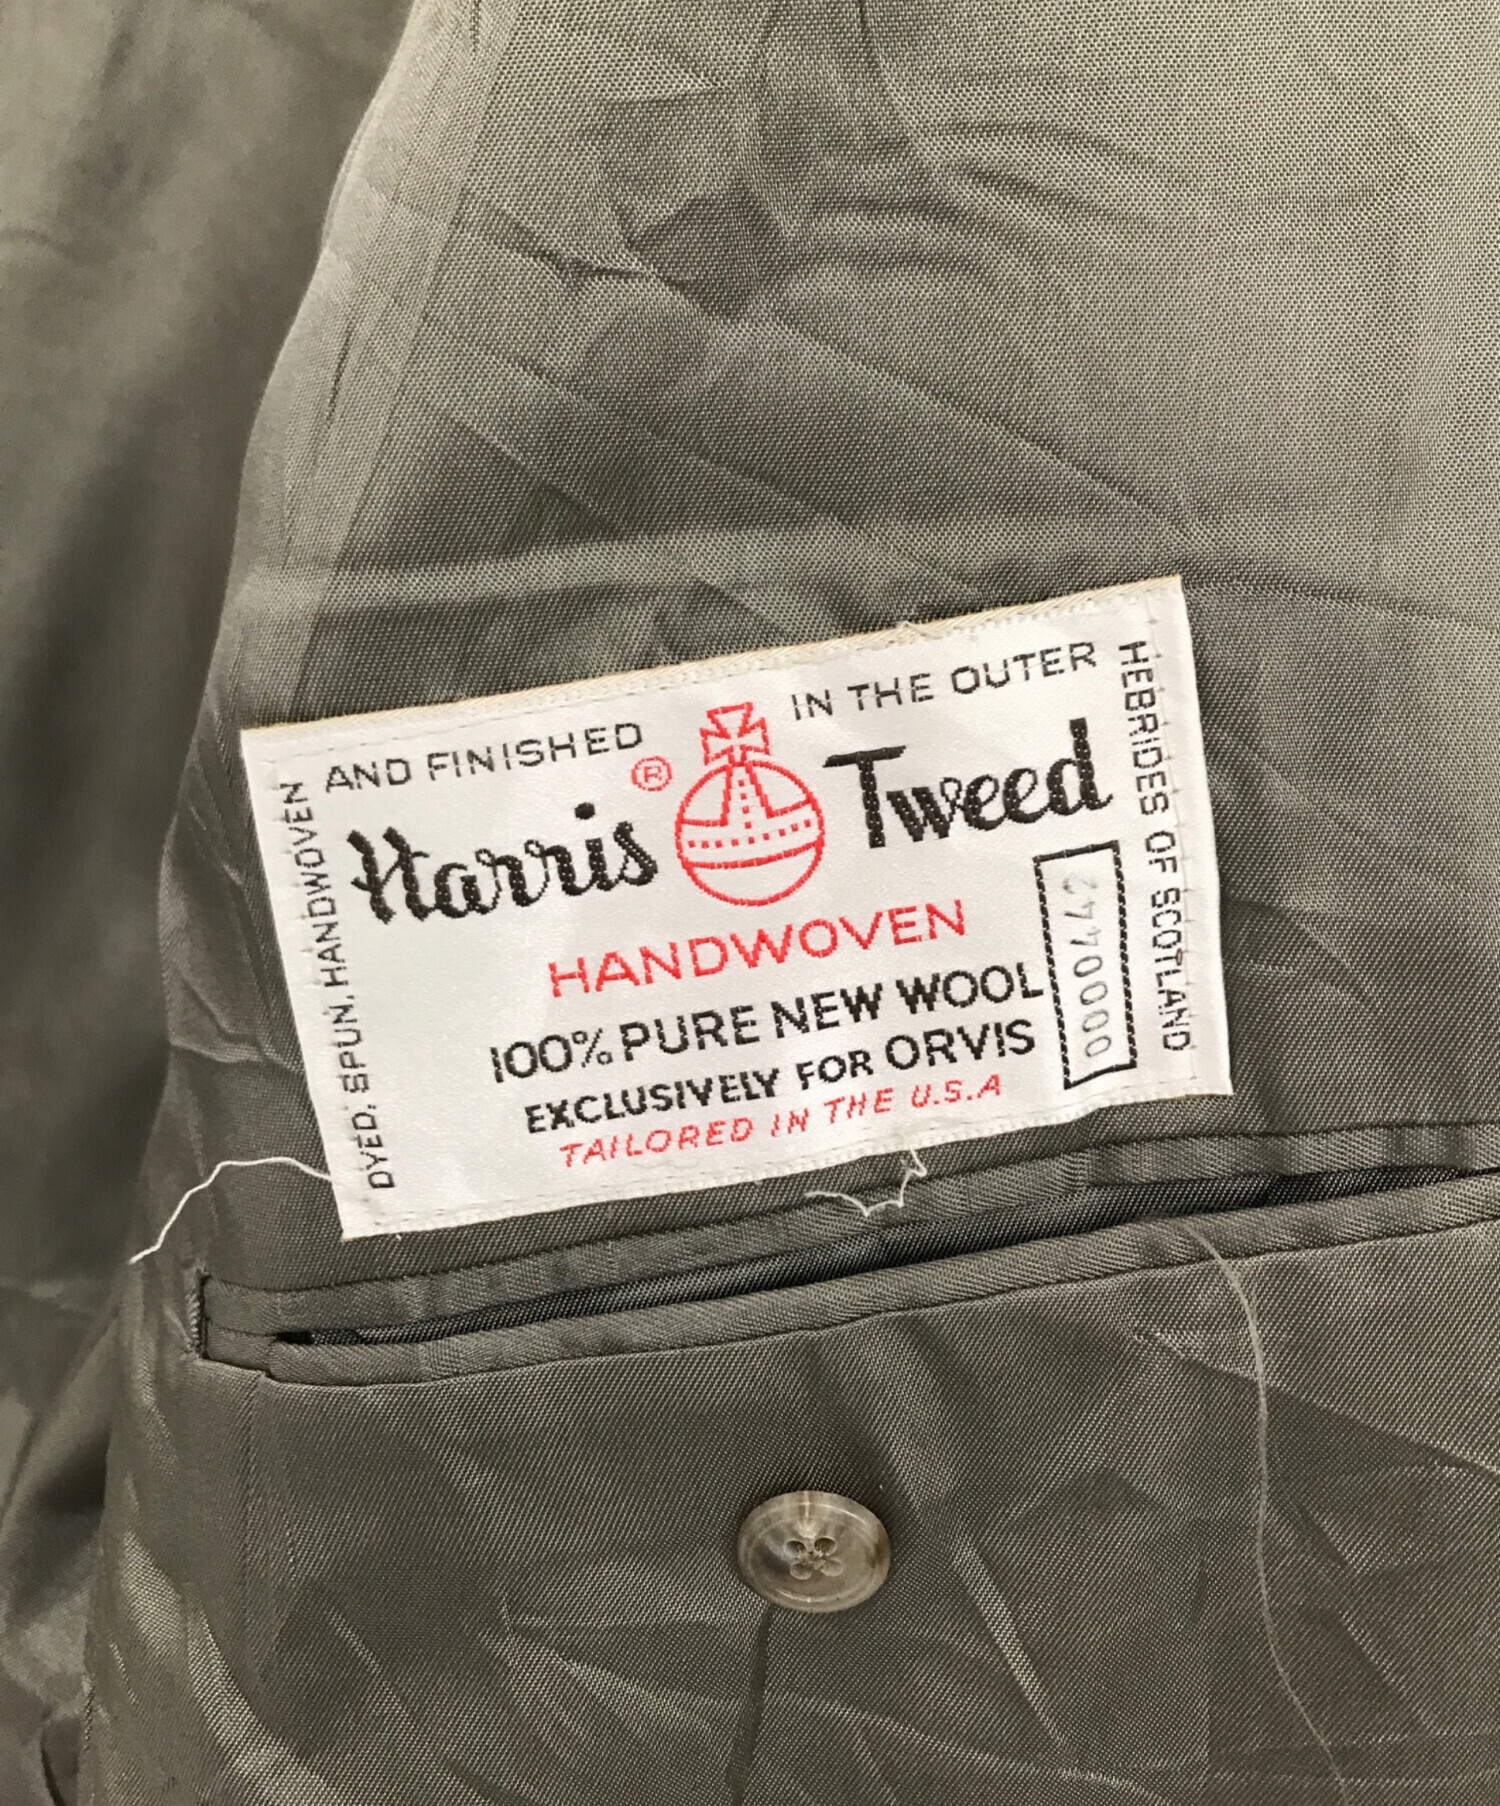 DYED, SPUN, HANDWOVEN
AND FINISHED
IN THE OUTER
HEBRIDES OF SCOTLAND
Harris ® Tweed
HANDWOVEN
100% PURE NEW WOOL
EXCLUSIVELY FOR ORVIS
TAILORED IN THE U.S.A
0000442